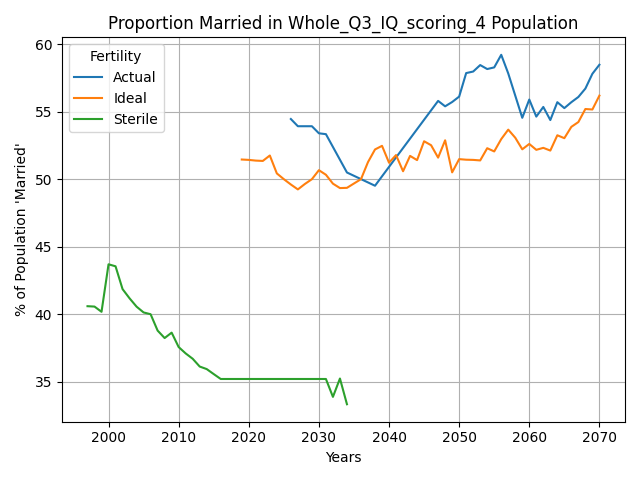 Proportion Married in Whole_Q3_IQ_scoring_4 Population
Fertility
Actual
Ideal
Sterile
% of Population 'Married'
60
55
50
45
40
35
2000
2010
2020
2030
2040
2050
2060
2070
Years